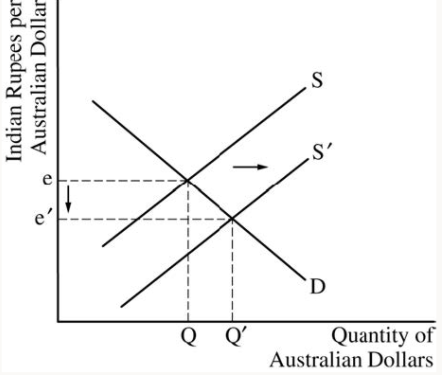 Indian Rupees per
Australian Dollar
S
S′
e
e′
D
Q Q′
Quantity of
Australian Dollars